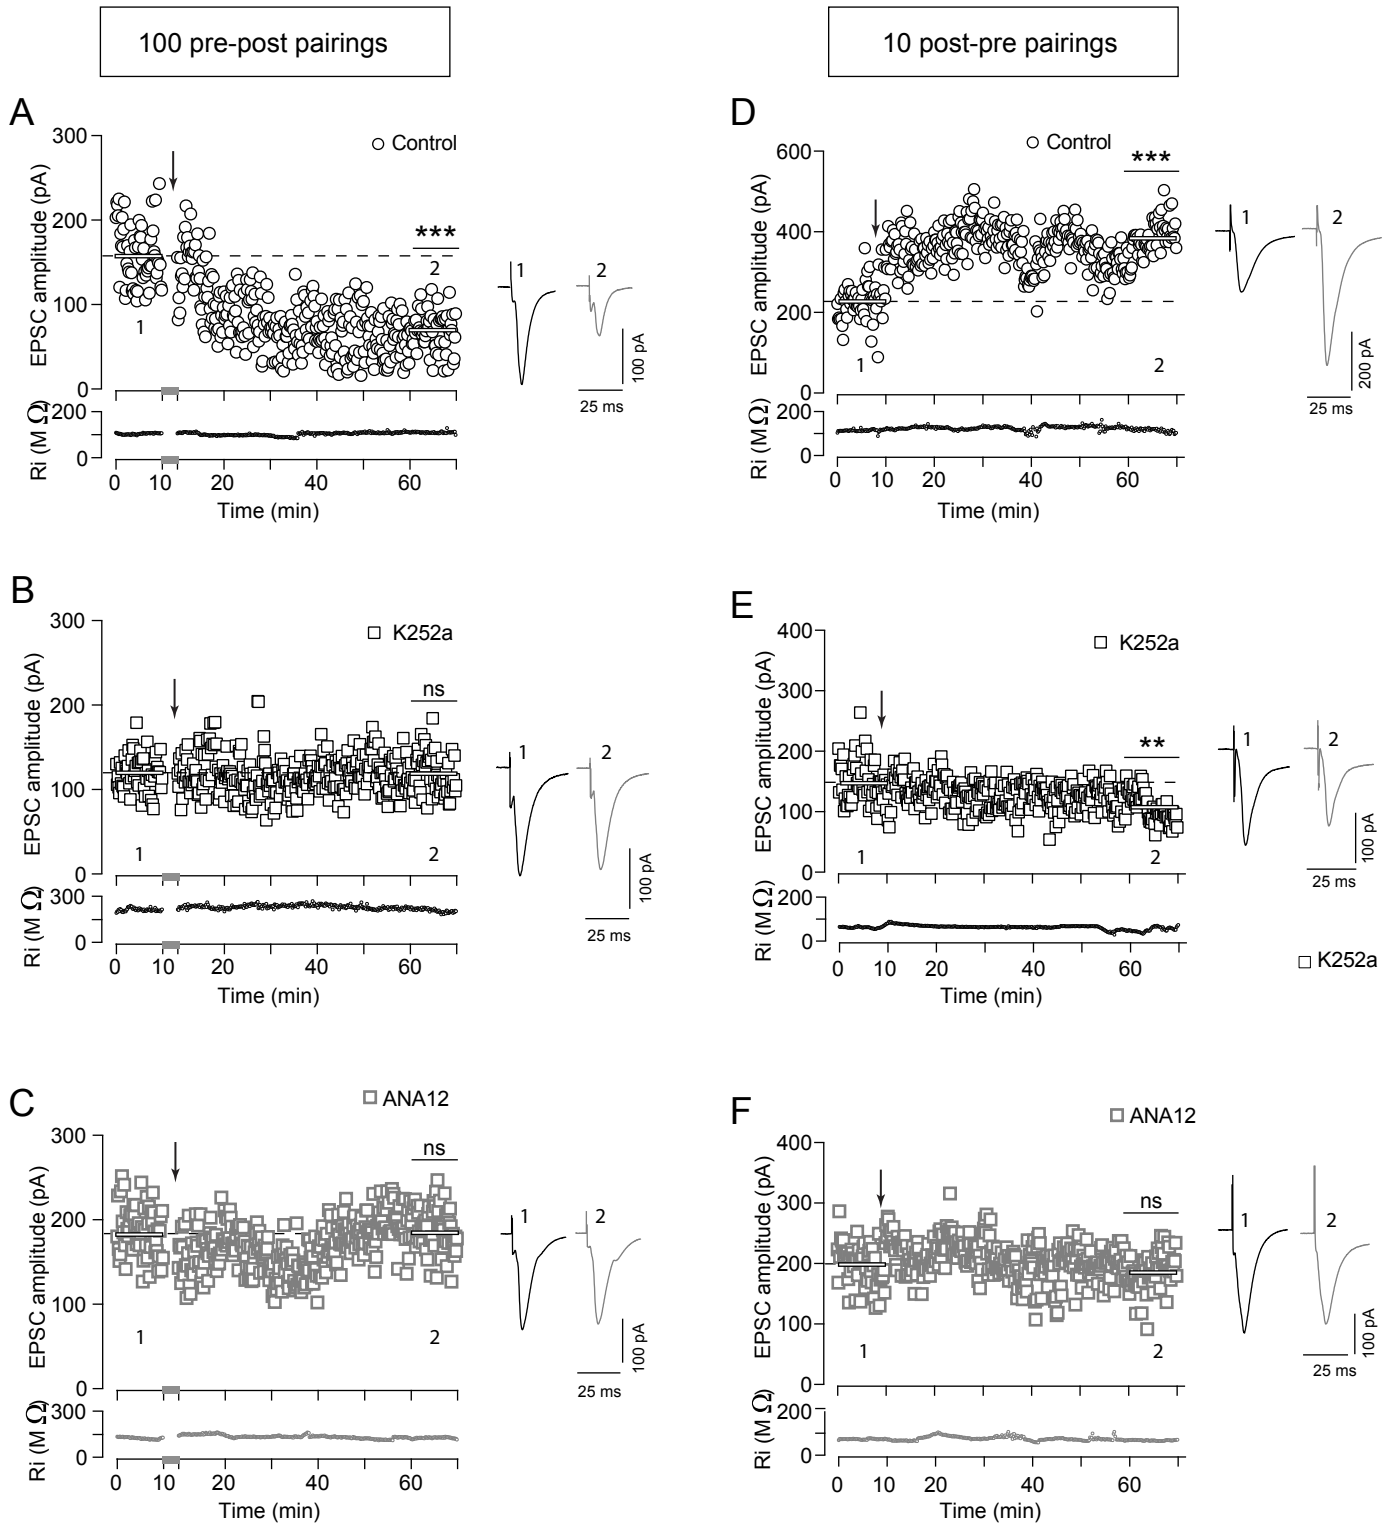 100 pre-post pairings
10 post-pre pairings
A
Control
EPSC amplitude (pA)
300
200
100
0
***
1
2
1
2
100 pA
25 ms
Ri (MΩ)
200
0
0 10 20 40 60
Time (min)
D
Control
EPSC amplitude (pA)
600
400
200
0
***
1
2
1
2
200 pA
25 ms
Ri (MΩ)
200
0
0 10 20 40 60
Time (min)
B
K252a
EPSC amplitude (pA)
300
200
100
0
ns
1
2
1
2
100 pA
25 ms
Ri (MΩ)
300
0
0 10 20 40 60
Time (min)
E
K252a
EPSC amplitude (pA)
400
300
200
100
0
**
1
2
1
2
100 pA
25 ms
Ri (MΩ)
200
0
0 10 20 60
Time (min)
K252a
C
ANA12
EPSC amplitude (pA)
300
200
100
0
ns
1
2
1
2
100 pA
25 ms
Ri (MΩ)
300
0
0 20 40 60
Time (min)
F
ANA12
EPSC amplitude (pA)
400
300
200
100
0
ns
1
2
1
2
100 pA
25 ms
Ri (MΩ)
200
0
0 20 40 60
Time (min)